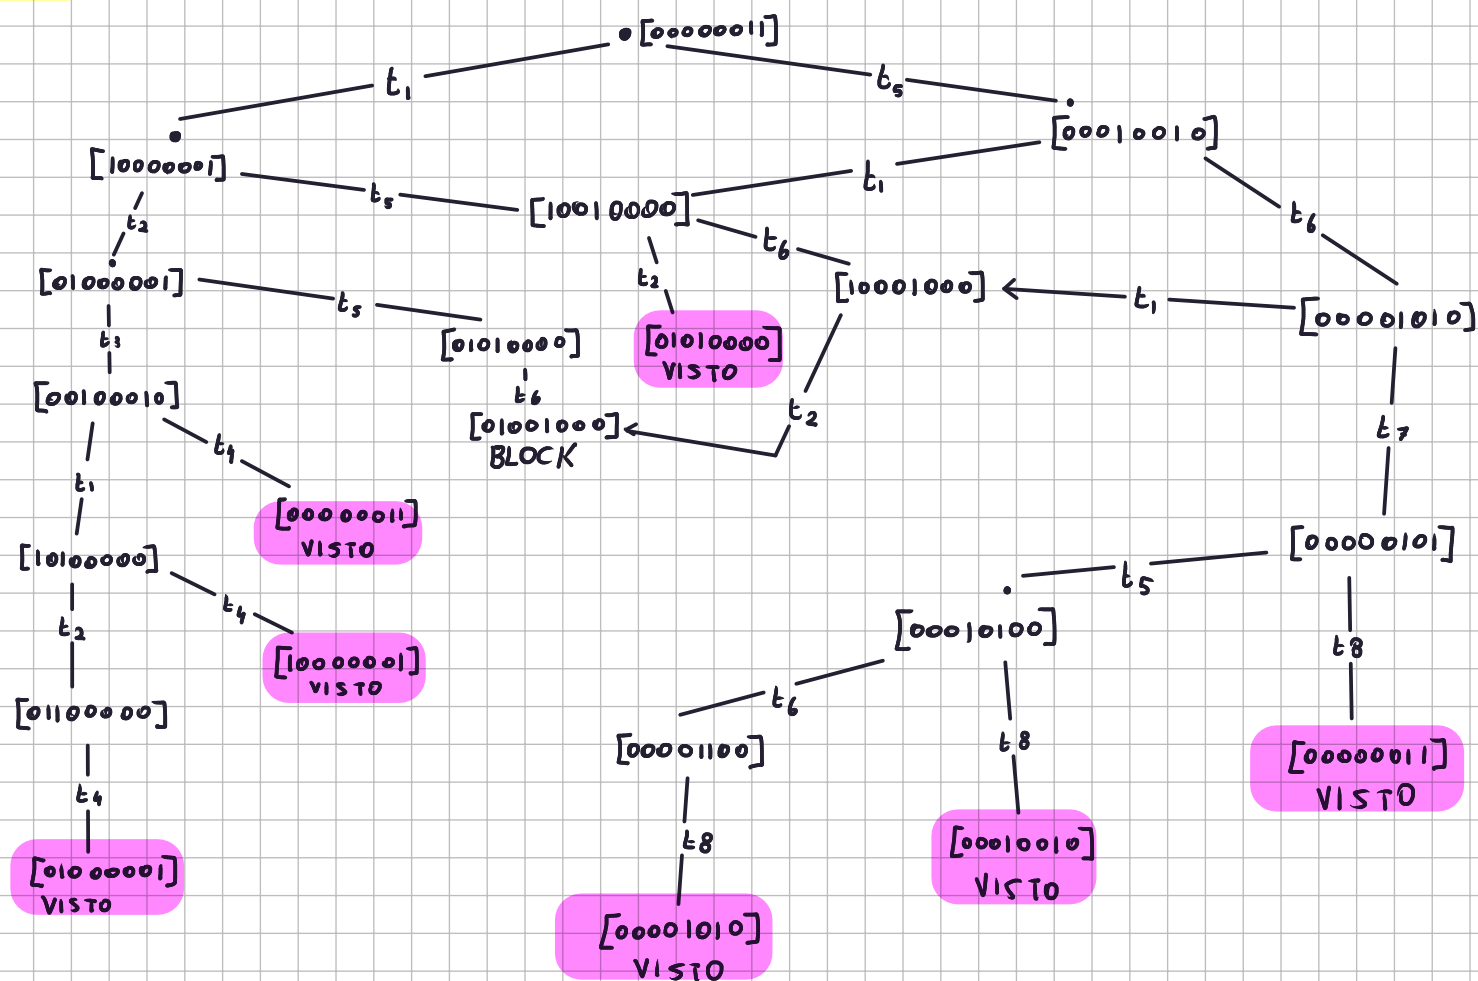 [00000011]
t1
t5
[10000001]
[00010010]
t5
t1
t2
[10010000]
t6
t6
t2
[01000001]
t5
[10001000]
t1
[00001010]
t3
[01010000]
[01010000]
VISTO
t6
[00100010]
t2
[01001000]
BLOCK
t7
t4
t1
[00000011]
VISTO
[10100000]
[00000101]
t5
t4
t2
[00010100]
t8
[10000001]
VISTO
t6
[01100000]
[00001100]
t8
[00000011]
VISTO
t4
t8
[00010010]
VISTO
[01000001]
VISTO
[00001010]
VISTO